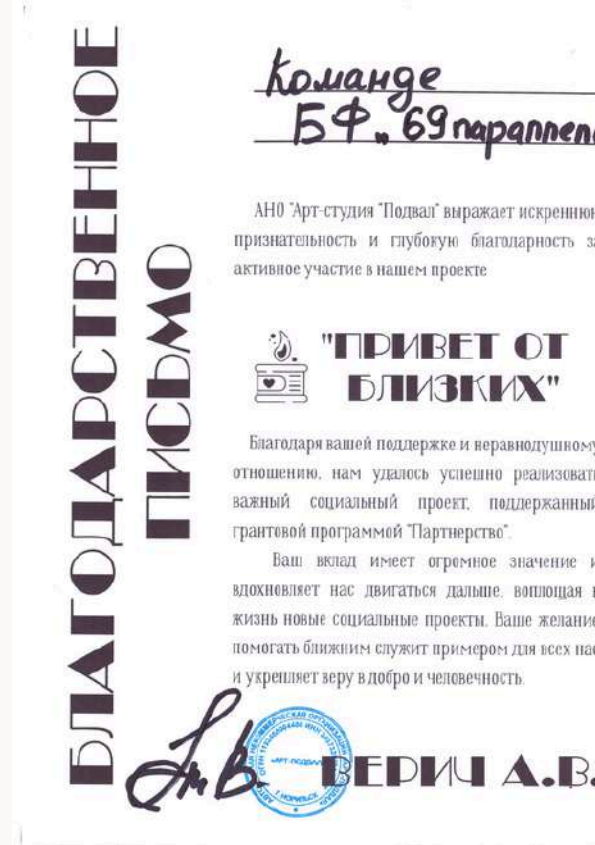 БЛАГОДАРСТВЕННОЕ
ПИСЬМО
Команде
БФ „69 параллель
АНО "Арт-студия "Подвал" выражает искреннюю
признательность и глубокую благодарность за
активное участие в нашем проекте
"ПРИВЕТ ОТ
БЛИЗКИХ"
Благодаря вашей поддержке и неравнодушному
отношению, нам удалось успешно реализовать
важный социальный проект, поддержанный
грантовой программой "Партнерство".
Ваш вклад имеет огромное значение и
вдохновляет нас двигаться дальше, воплощая в
жизнь новые социальные проекты. Ваше желание
помогать ближним служит примером для всех нас
и укрепляет веру в добро и человечность.
«АРТ-ПОДВАЛ»
Г. НОРИЛЬСК
ВЕРИЧ А.В.